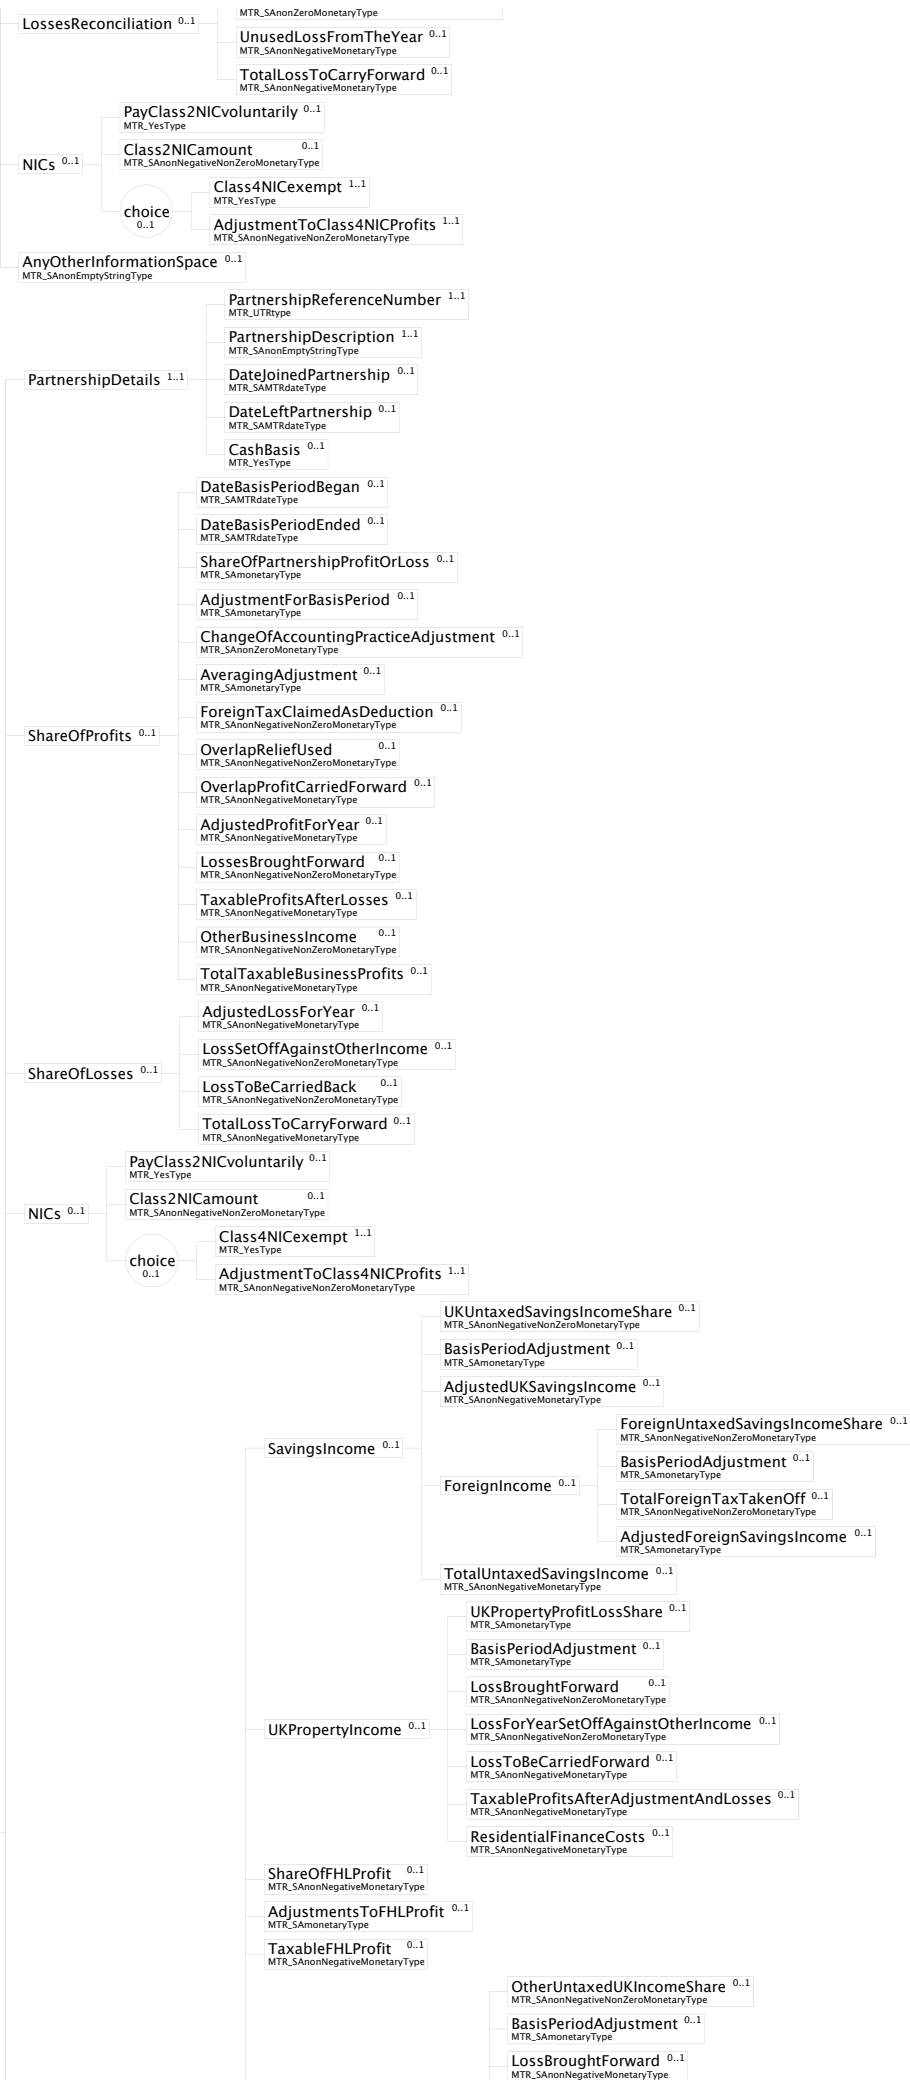 MTR_SAnonZeroMonetaryType
LossesReconciliation 0..1
UnusedLossFromTheYear 0..1
MTR_SAnonNegativeMonetaryType
TotalLossToCarryForward 0..1
MTR_SAnonNegativeMonetaryType
PayClass2NICvoluntarily 0..1
MTR_YesType
Class2NICamount 0..1
MTR_SAnonNegativeNonZeroMonetaryType
NICs 0..1
Class4NICexempt 1..1
MTR_YesType
choice
0..1
AdjustmentToClass4NICProfits 1..1
MTR_SAnonNegativeNonZeroMonetaryType
AnyOtherInformationSpace 0..1
MTR_SAnonEmptyStringType
PartnershipReferenceNumber 1..1
MTR_UTRtype
PartnershipDescription 1..1
MTR_SAnonEmptyStringType
PartnershipDetails 1..1
DateJoinedPartnership 0..1
MTR_SAMTRdateType
DateLeftPartnership 0..1
MTR_SAMTRdateType
CashBasis 0..1
MTR_YesType
DateBasisPeriodBegan 0..1
MTR_SAMTRdateType
DateBasisPeriodEnded 0..1
MTR_SAMTRdateType
ShareOfPartnershipProfitOrLoss 0..1
MTR_SAmonetaryType
AdjustmentForBasisPeriod 0..1
MTR_SAmonetaryType
ChangeOfAccountingPracticeAdjustment 0..1
MTR_SAnonZeroMonetaryType
AveragingAdjustment 0..1
MTR_SAmonetaryType
ForeignTaxClaimedAsDeduction 0..1
MTR_SAnonNegativeNonZeroMonetaryType
ShareOfProfits 0..1
OverlapReliefUsed 0..1
MTR_SAnonNegativeNonZeroMonetaryType
OverlapProfitCarriedForward 0..1
MTR_SAnonNegativeMonetaryType
AdjustedProfitForYear 0..1
MTR_SAnonNegativeMonetaryType
LossesBroughtForward 0..1
MTR_SAnonNegativeNonZeroMonetaryType
TaxableProfitsAfterLosses 0..1
MTR_SAnonNegativeMonetaryType
OtherBusinessIncome 0..1
MTR_SAnonNegativeNonZeroMonetaryType
TotalTaxableBusinessProfits 0..1
MTR_SAnonNegativeMonetaryType
AdjustedLossForYear 0..1
MTR_SAnonNegativeMonetaryType
LossSetOffAgainstOtherIncome 0..1
MTR_SAnonNegativeNonZeroMonetaryType
ShareOfLosses 0..1
LossToBeCarriedBack 0..1
MTR_SAnonNegativeNonZeroMonetaryType
TotalLossToCarryForward 0..1
MTR_SAnonNegativeMonetaryType
PayClass2NICvoluntarily 0..1
MTR_YesType
Class2NICamount 0..1
MTR_SAnonNegativeNonZeroMonetaryType
NICs 0..1
Class4NICexempt 1..1
MTR_YesType
choice
0..1
AdjustmentToClass4NICProfits 1..1
MTR_SAnonNegativeNonZeroMonetaryType
UKUntaxedSavingsIncomeShare 0..1
MTR_SAnonNegativeNonZeroMonetaryType
BasisPeriodAdjustment 0..1
MTR_SAmonetaryType
AdjustedUKSavingsIncome 0..1
MTR_SAnonNegativeMonetaryType
ForeignUntaxedSavingsIncomeShare 0..1
MTR_SAnonNegativeNonZeroMonetaryType
SavingsIncome 0..1
BasisPeriodAdjustment 0..1
MTR_SAmonetaryType
ForeignIncome 0..1
TotalForeignTaxTakenOff 0..1
MTR_SAnonNegativeNonZeroMonetaryType
AdjustedForeignSavingsIncome 0..1
MTR_SAmonetaryType
TotalUntaxedSavingsIncome 0..1
MTR_SAnonNegativeMonetaryType
UKPropertyProfitLossShare 0..1
MTR_SAmonetaryType
BasisPeriodAdjustment 0..1
MTR_SAmonetaryType
LossBroughtForward 0..1
MTR_SAnonNegativeNonZeroMonetaryType
UKPropertyIncome 0..1
LossForYearSetOffAgainstOtherIncome 0..1
MTR_SAnonNegativeNonZeroMonetaryType
LossToBeCarriedForward 0..1
MTR_SAnonNegativeMonetaryType
TaxableProfitsAfterAdjustmentAndLosses 0..1
MTR_SAnonNegativeMonetaryType
ResidentialFinanceCosts 0..1
MTR_SAnonNegativeMonetaryType
ShareOfFHLProfit 0..1
MTR_SAnonNegativeMonetaryType
AdjustmentsToFHLProfit 0..1
MTR_SAmonetaryType
TaxableFHLProfit 0..1
MTR_SAnonNegativeMonetaryType
OtherUntaxedUKIncomeShare 0..1
MTR_SAnonNegativeNonZeroMonetaryType
BasisPeriodAdjustment 0..1
MTR_SAmonetaryType
LossBroughtForward 0..1
MTR_SAnonNegativeMonetaryType